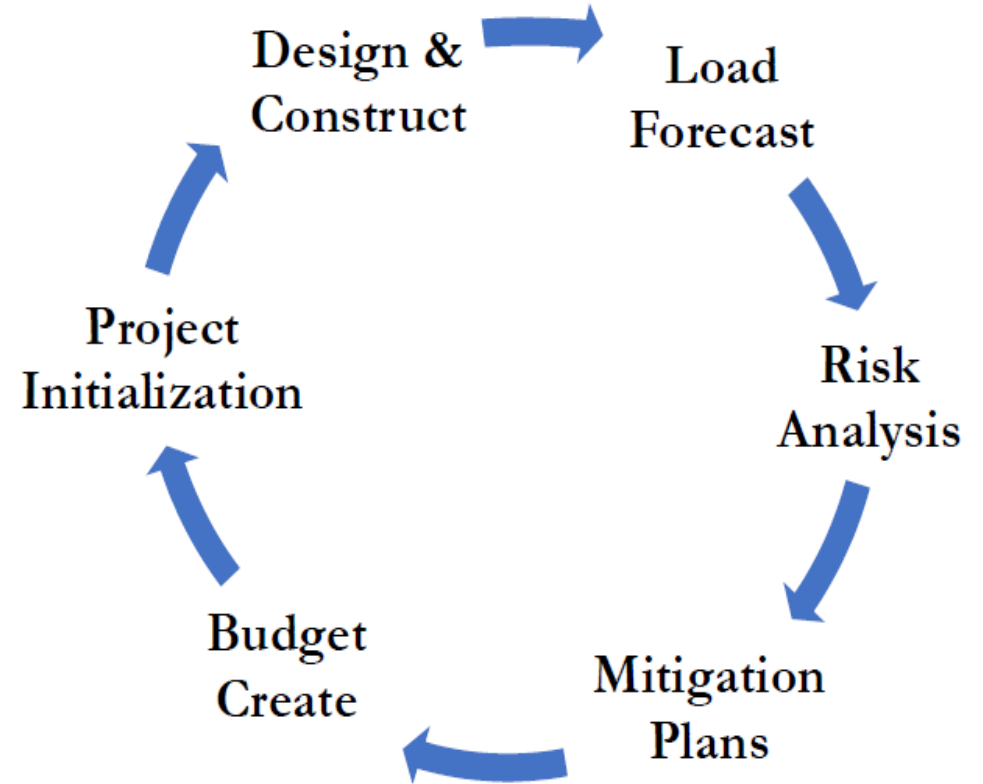 Design &
Construct
Load
Forecast
Risk
Analysis
Mitigation
Plans
Budget
Create
Project
Initialization